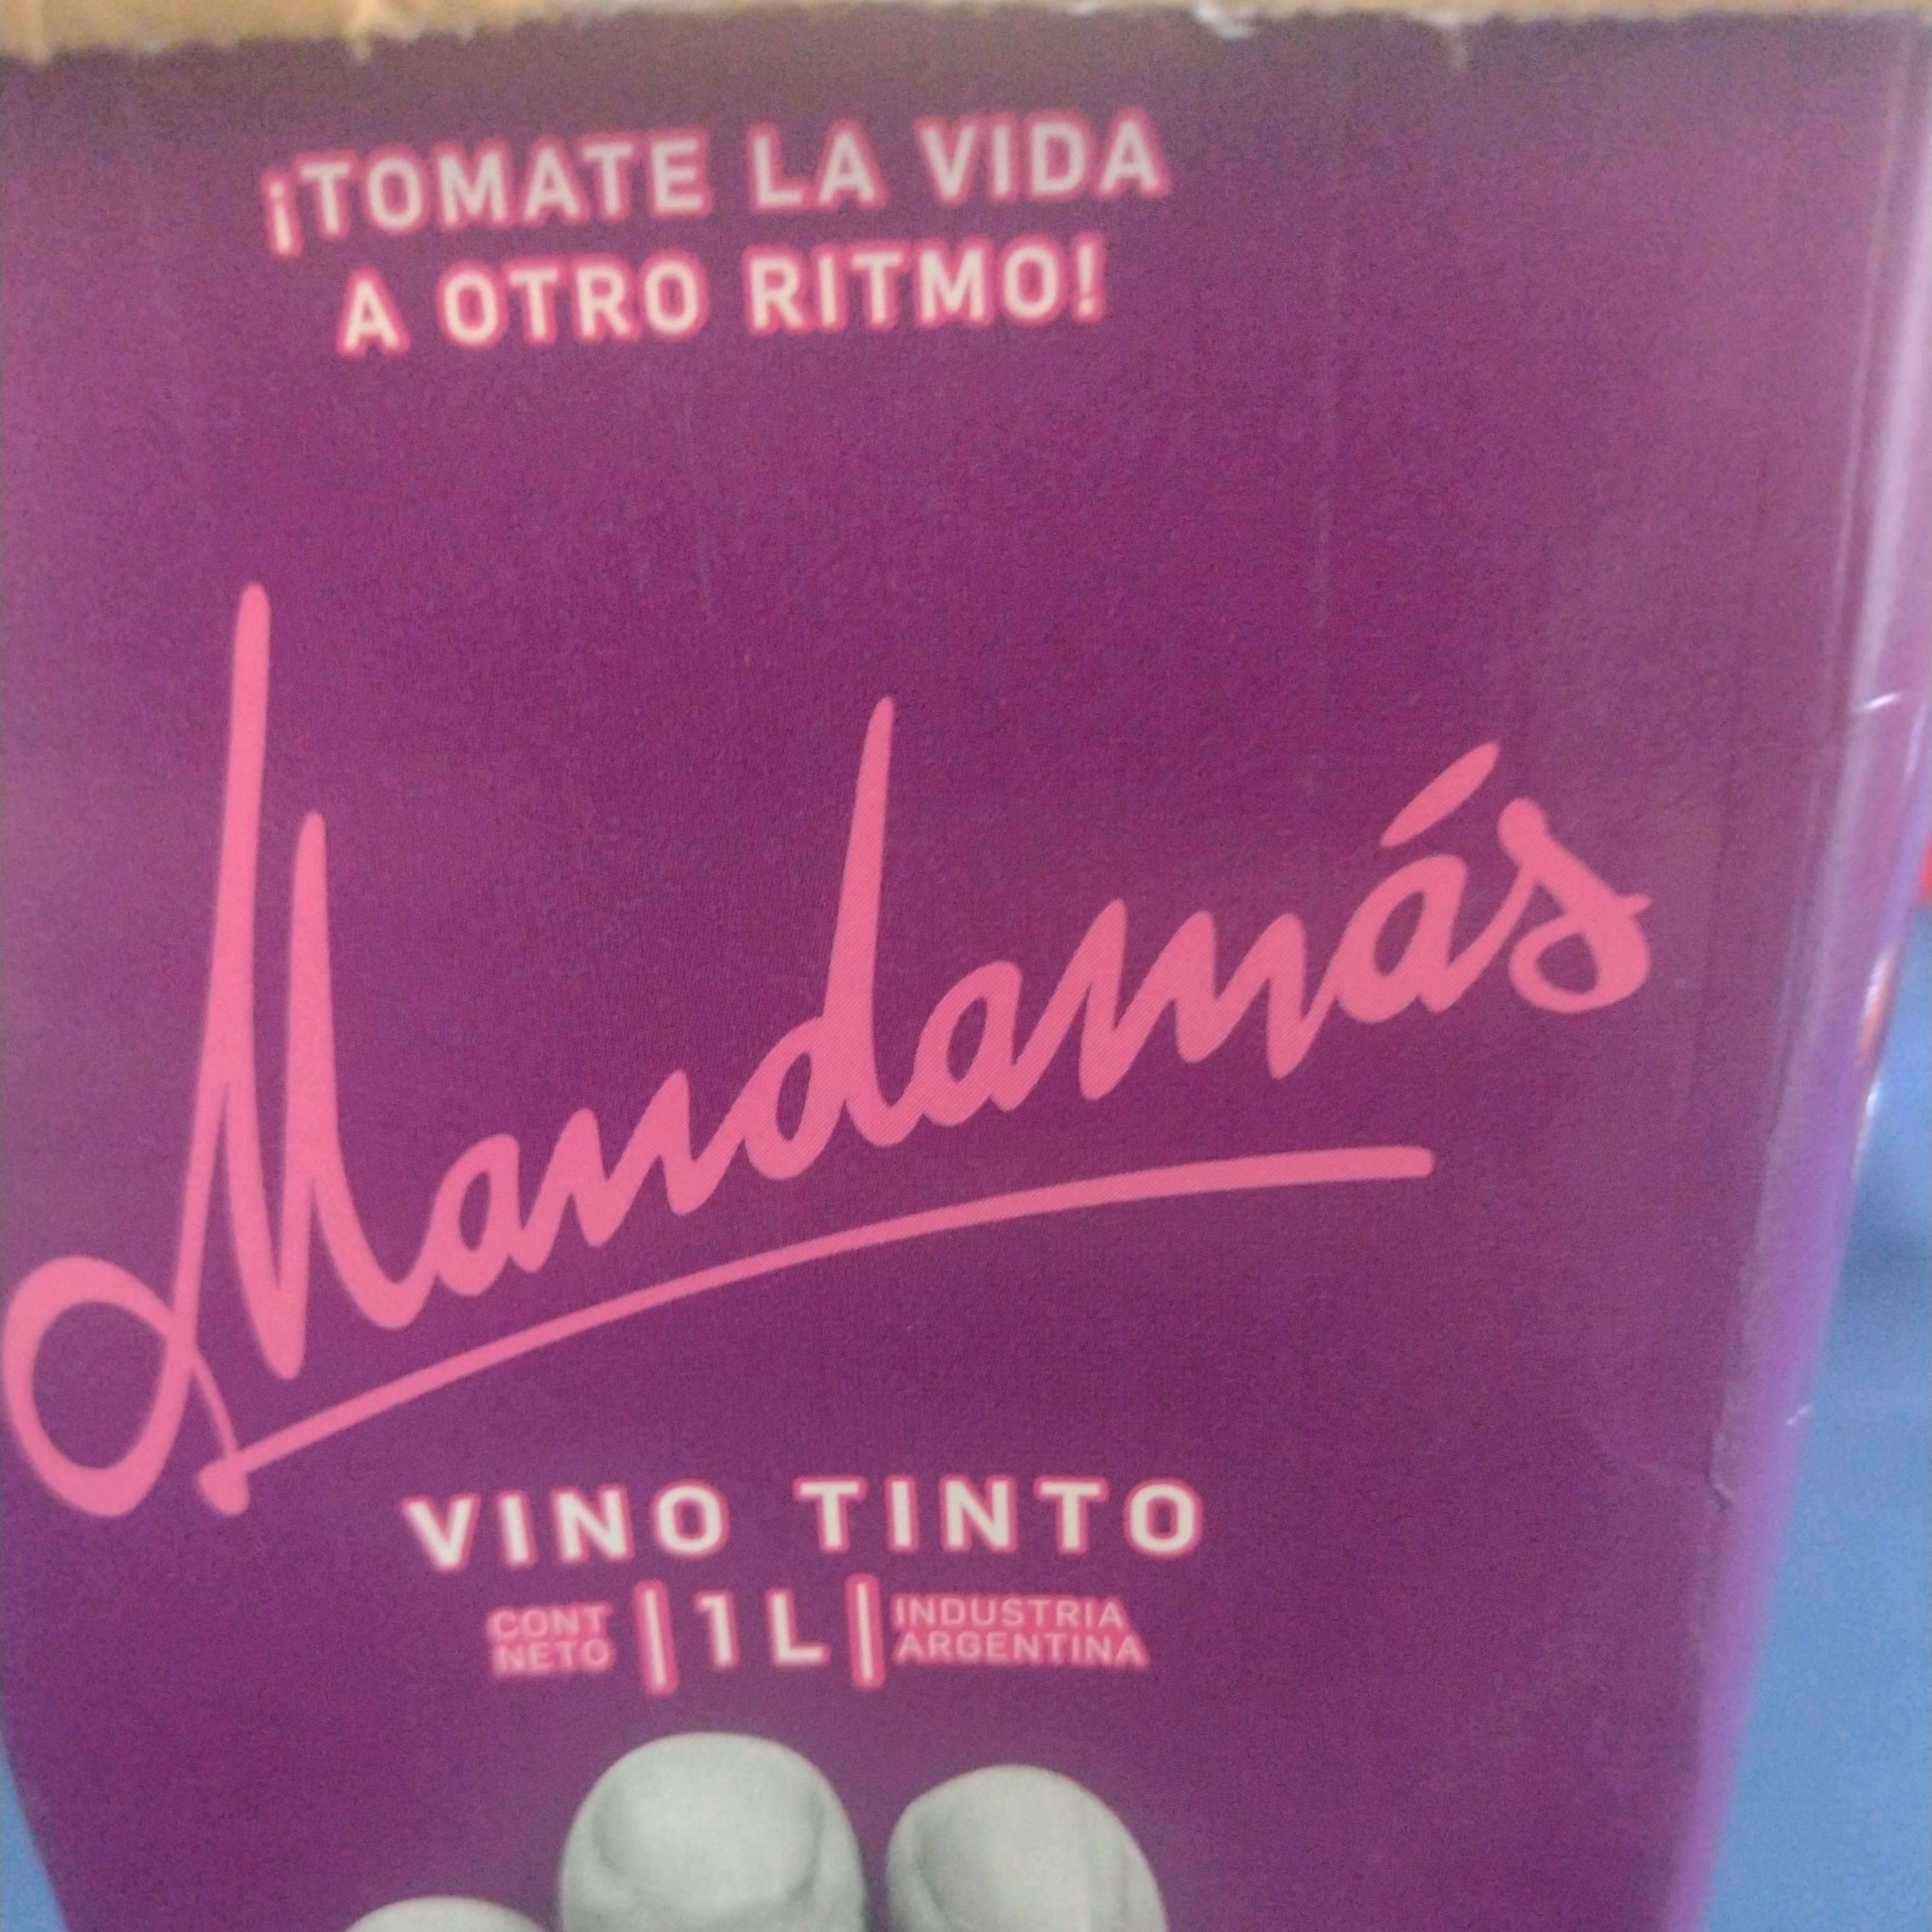 ¡TOMATE LA VIDA
A OTRO RITMO!
Mandamás
VINO TINTO
CONT
NETO
1 L
INDUSTRIA
ARGENTINA